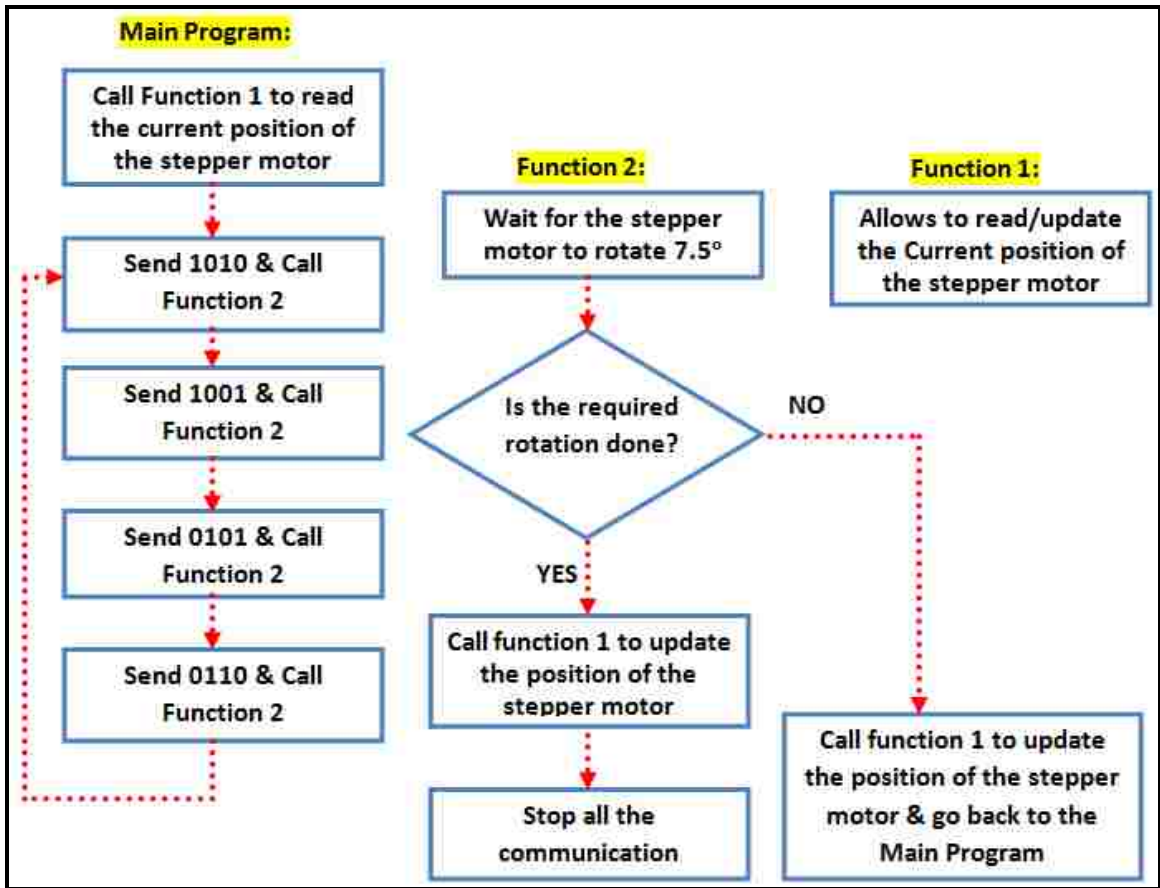 Main Program:
Call Function 1 to read
the current position of
the stepper motor
Send 1010 & Call
Function 2
Send 1001 & Call
Function 2
Send 0101 & Call
Function 2
Send 0110 & Call
Function 2
Function 2:
Wait for the stepper
motor to rotate 7.5°
Is the required
rotation done?
NO
YES
Call function 1 to update
the position of the
stepper motor
Stop all the
communication
Function 1:
Allows to read/update
the Current position of
the stepper motor
Call function 1 to update
the position of the stepper
motor & go back to the
Main Program